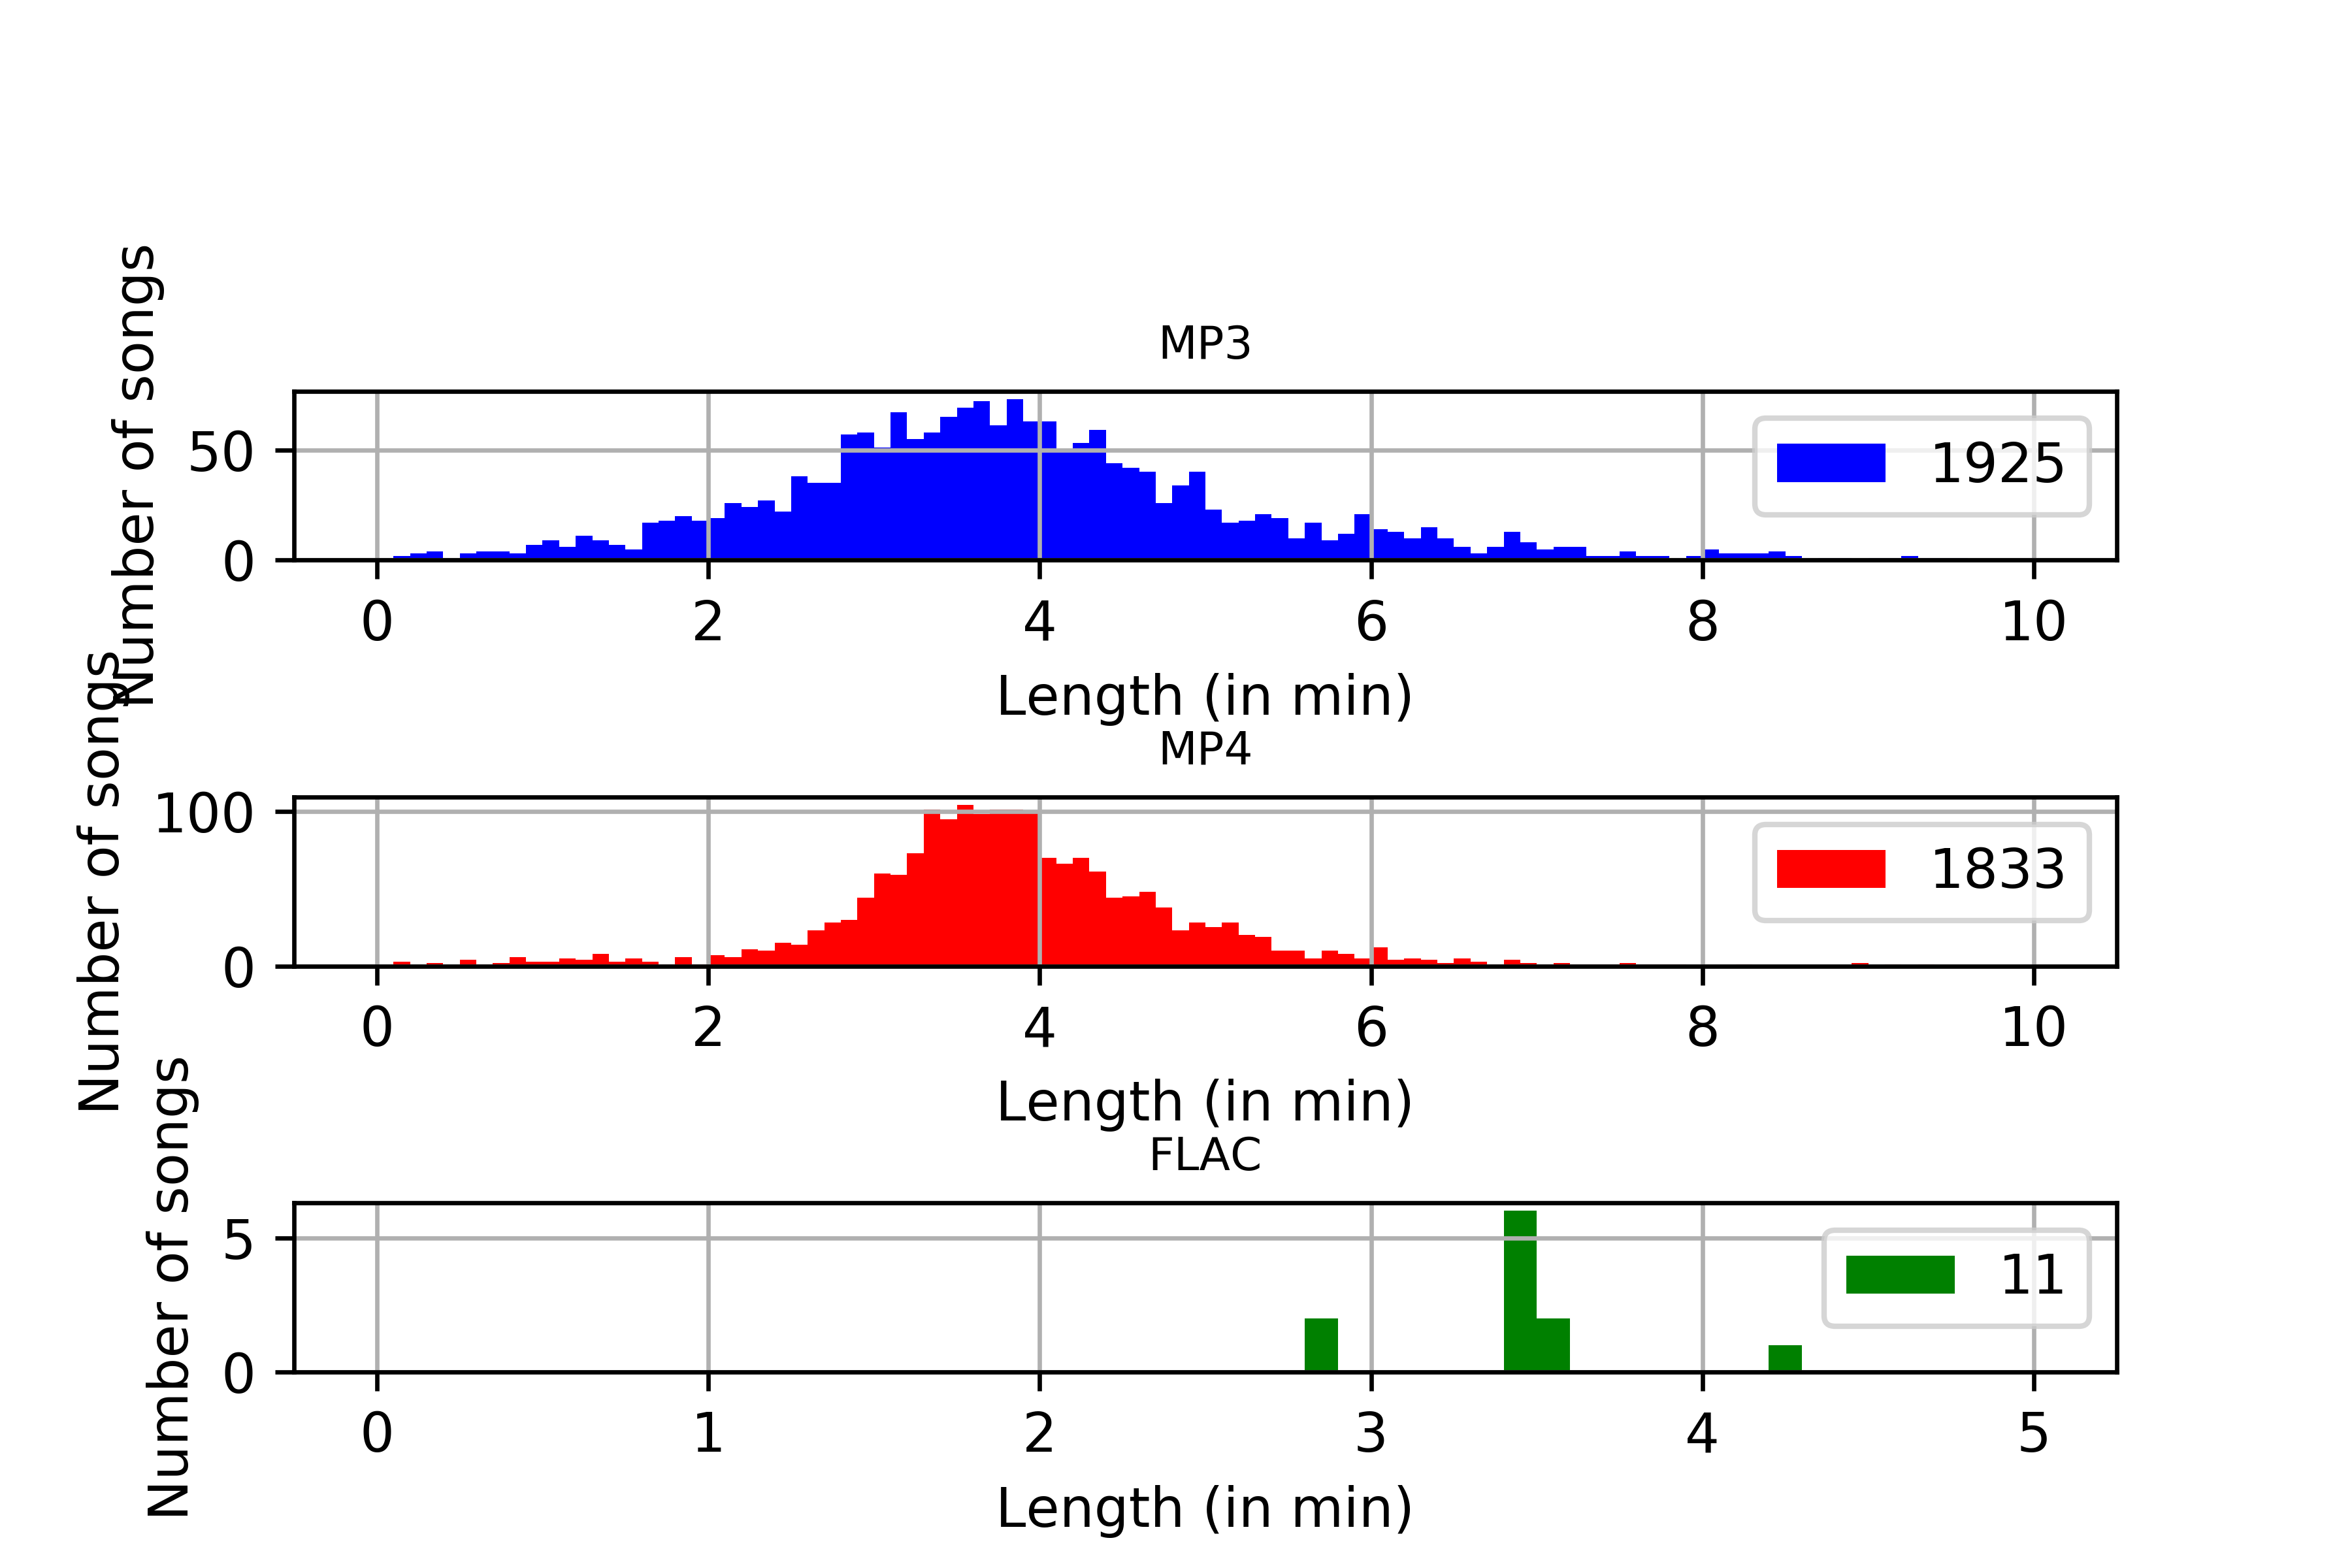 MP3
Number of songs
50
0
1925
0 2 4 6 8 10
Length (in min)
MP4
Number of songs
100
0
1833
0 2 4 6 8 10
Length (in min)
FLAC
Number of songs
5
0
11
0 1 2 3 4 5
Length (in min)